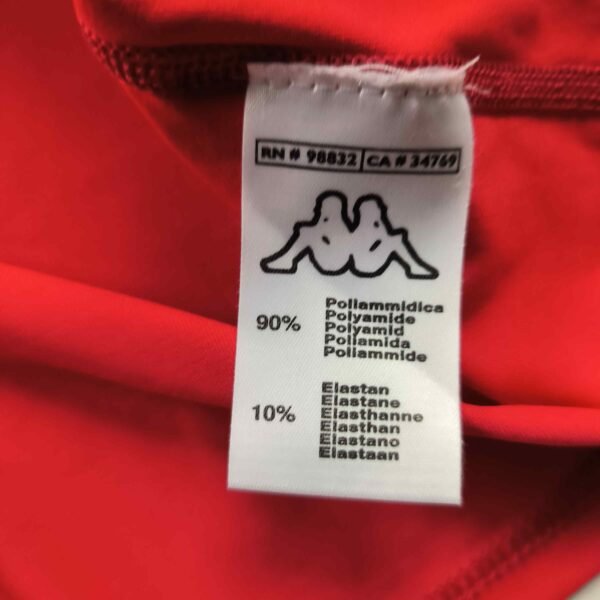 RN # 98832 CA # 34769
90%
Poliammidica
Polyamide
Polyamid
Poliamida
Poliammide
10%
Elastan
Elastane
Elasthanne
Elasthan
Elastano
Elastaan